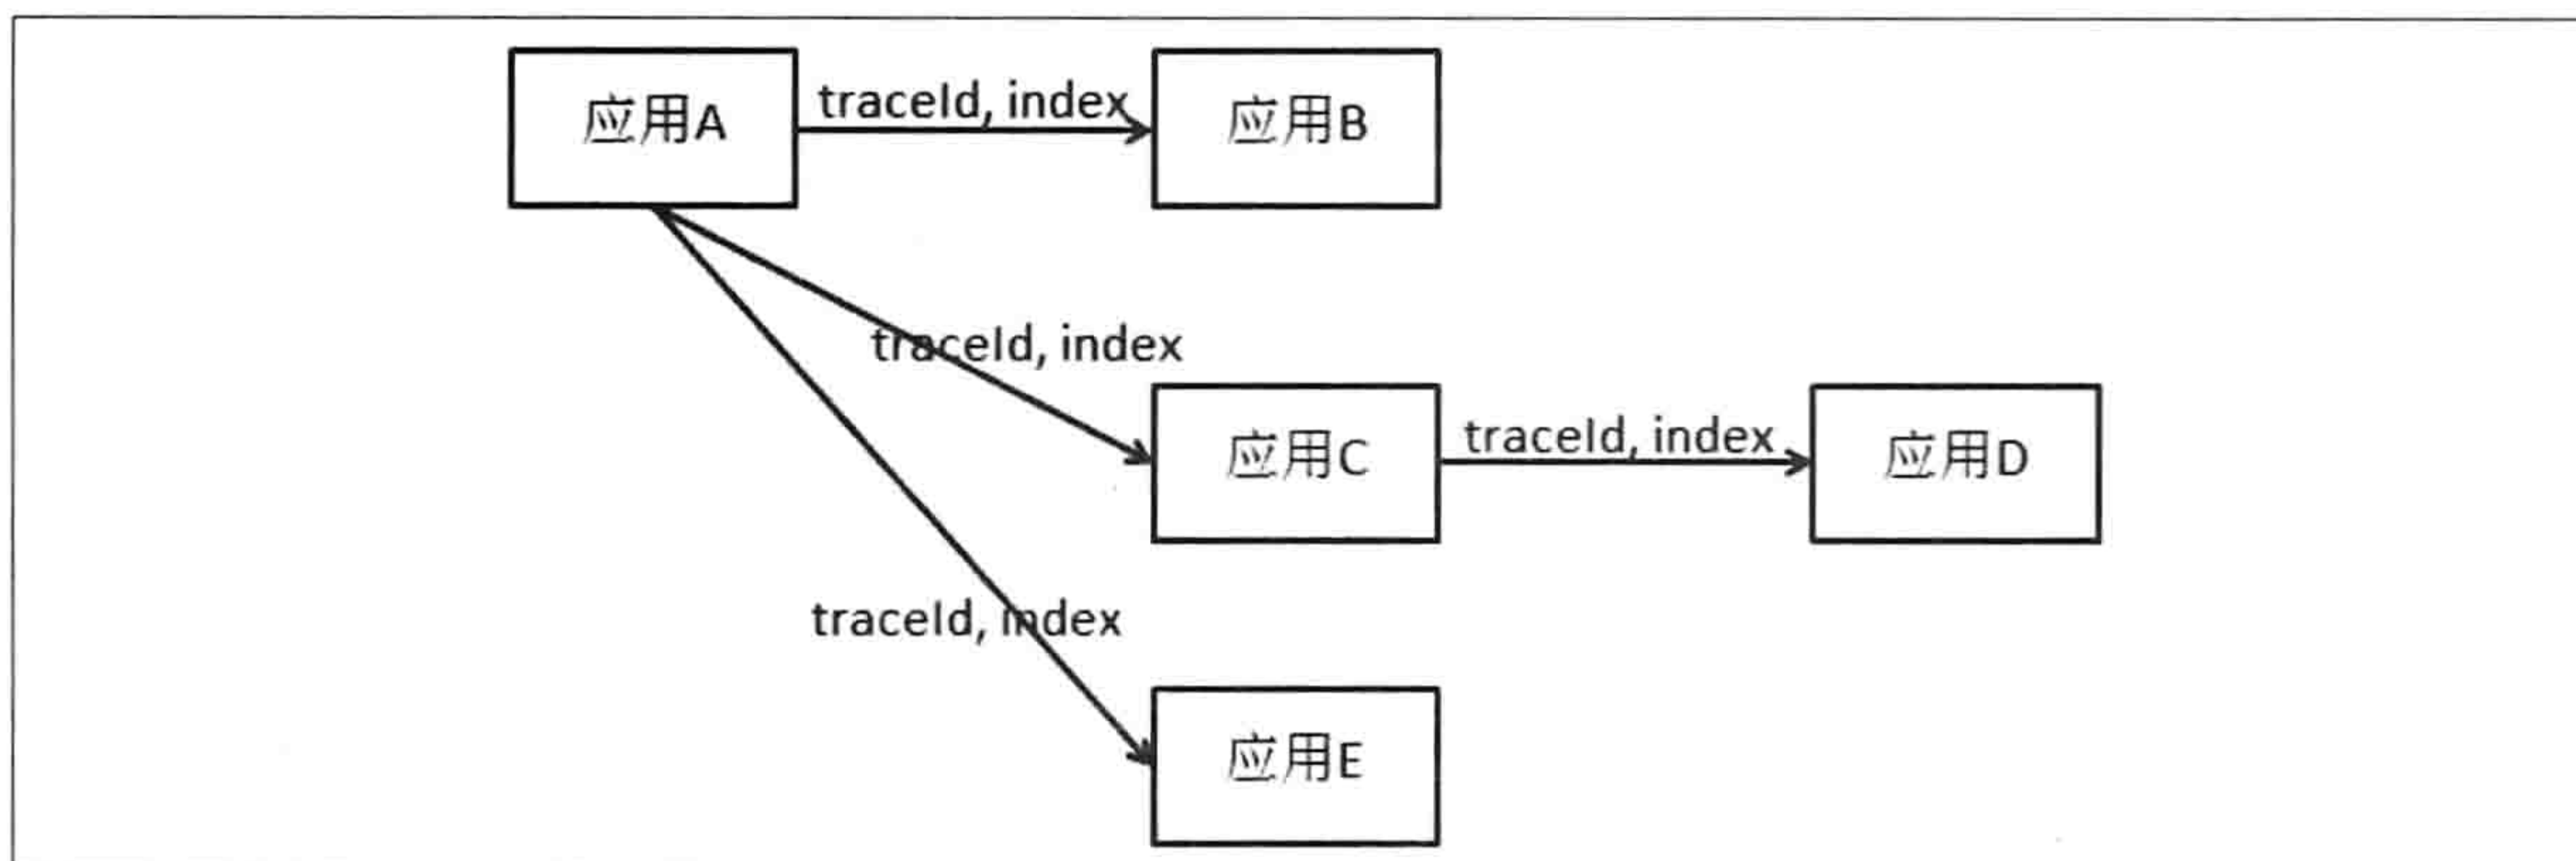 应用A
traceId, index
应用B
traceId, index
应用C
traceId, index
应用D
traceId, index
应用E